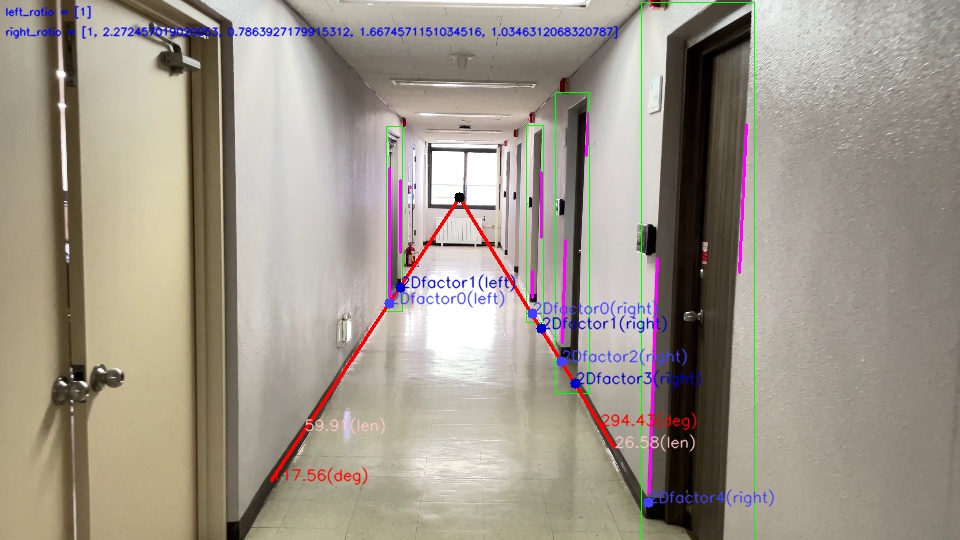 left_ratio = [1]
right_ratio = [1, 2.272457019020053, 0.7863927179915312, 1.6674571151034516, 1.0346312068320787]
2Dfactor1(left)
2Dfactor0(left)
2Dfactor0(right)
2Dfactor1(right)
2Dfactor2(right)
2Dfactor3(right)
294.43(deg)
59.91(len)
26.58(len)
117.56(deg)
2Dfactor4(right)